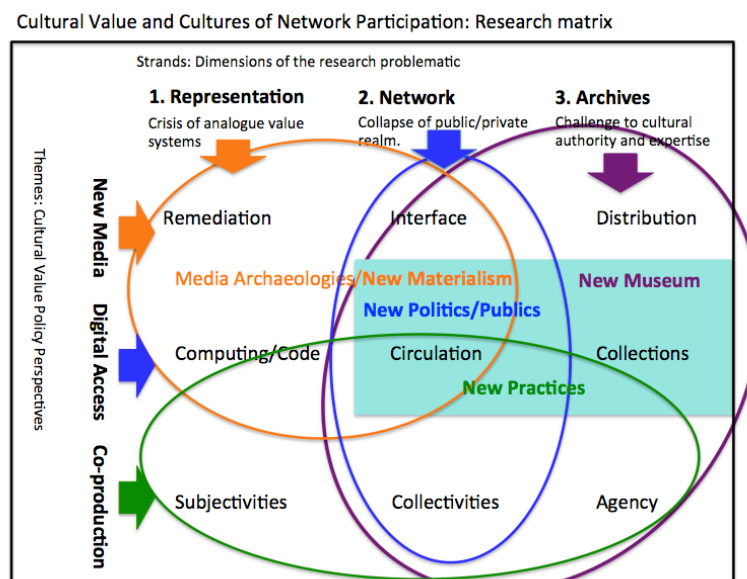 Cultural Value and Cultures of Network Participation: Research matrix
Strands: Dimensions of the research problematic
1. Representation
Crisis of analogue value
systems
2. Network
Collapse of public/private
realm.
3. Archives
Challenge to cultural
authority and expertise
Themes: Cultural Value Policy Perspectives
New Media
Remediation
Interface
Distribution
Media Archaeologies/New Materialism
New Museum
New Politics/Publics
Digital Access
Computing/Code
Circulation
Collections
New Practices
Co-production
Subjectivities
Collectivities
Agency